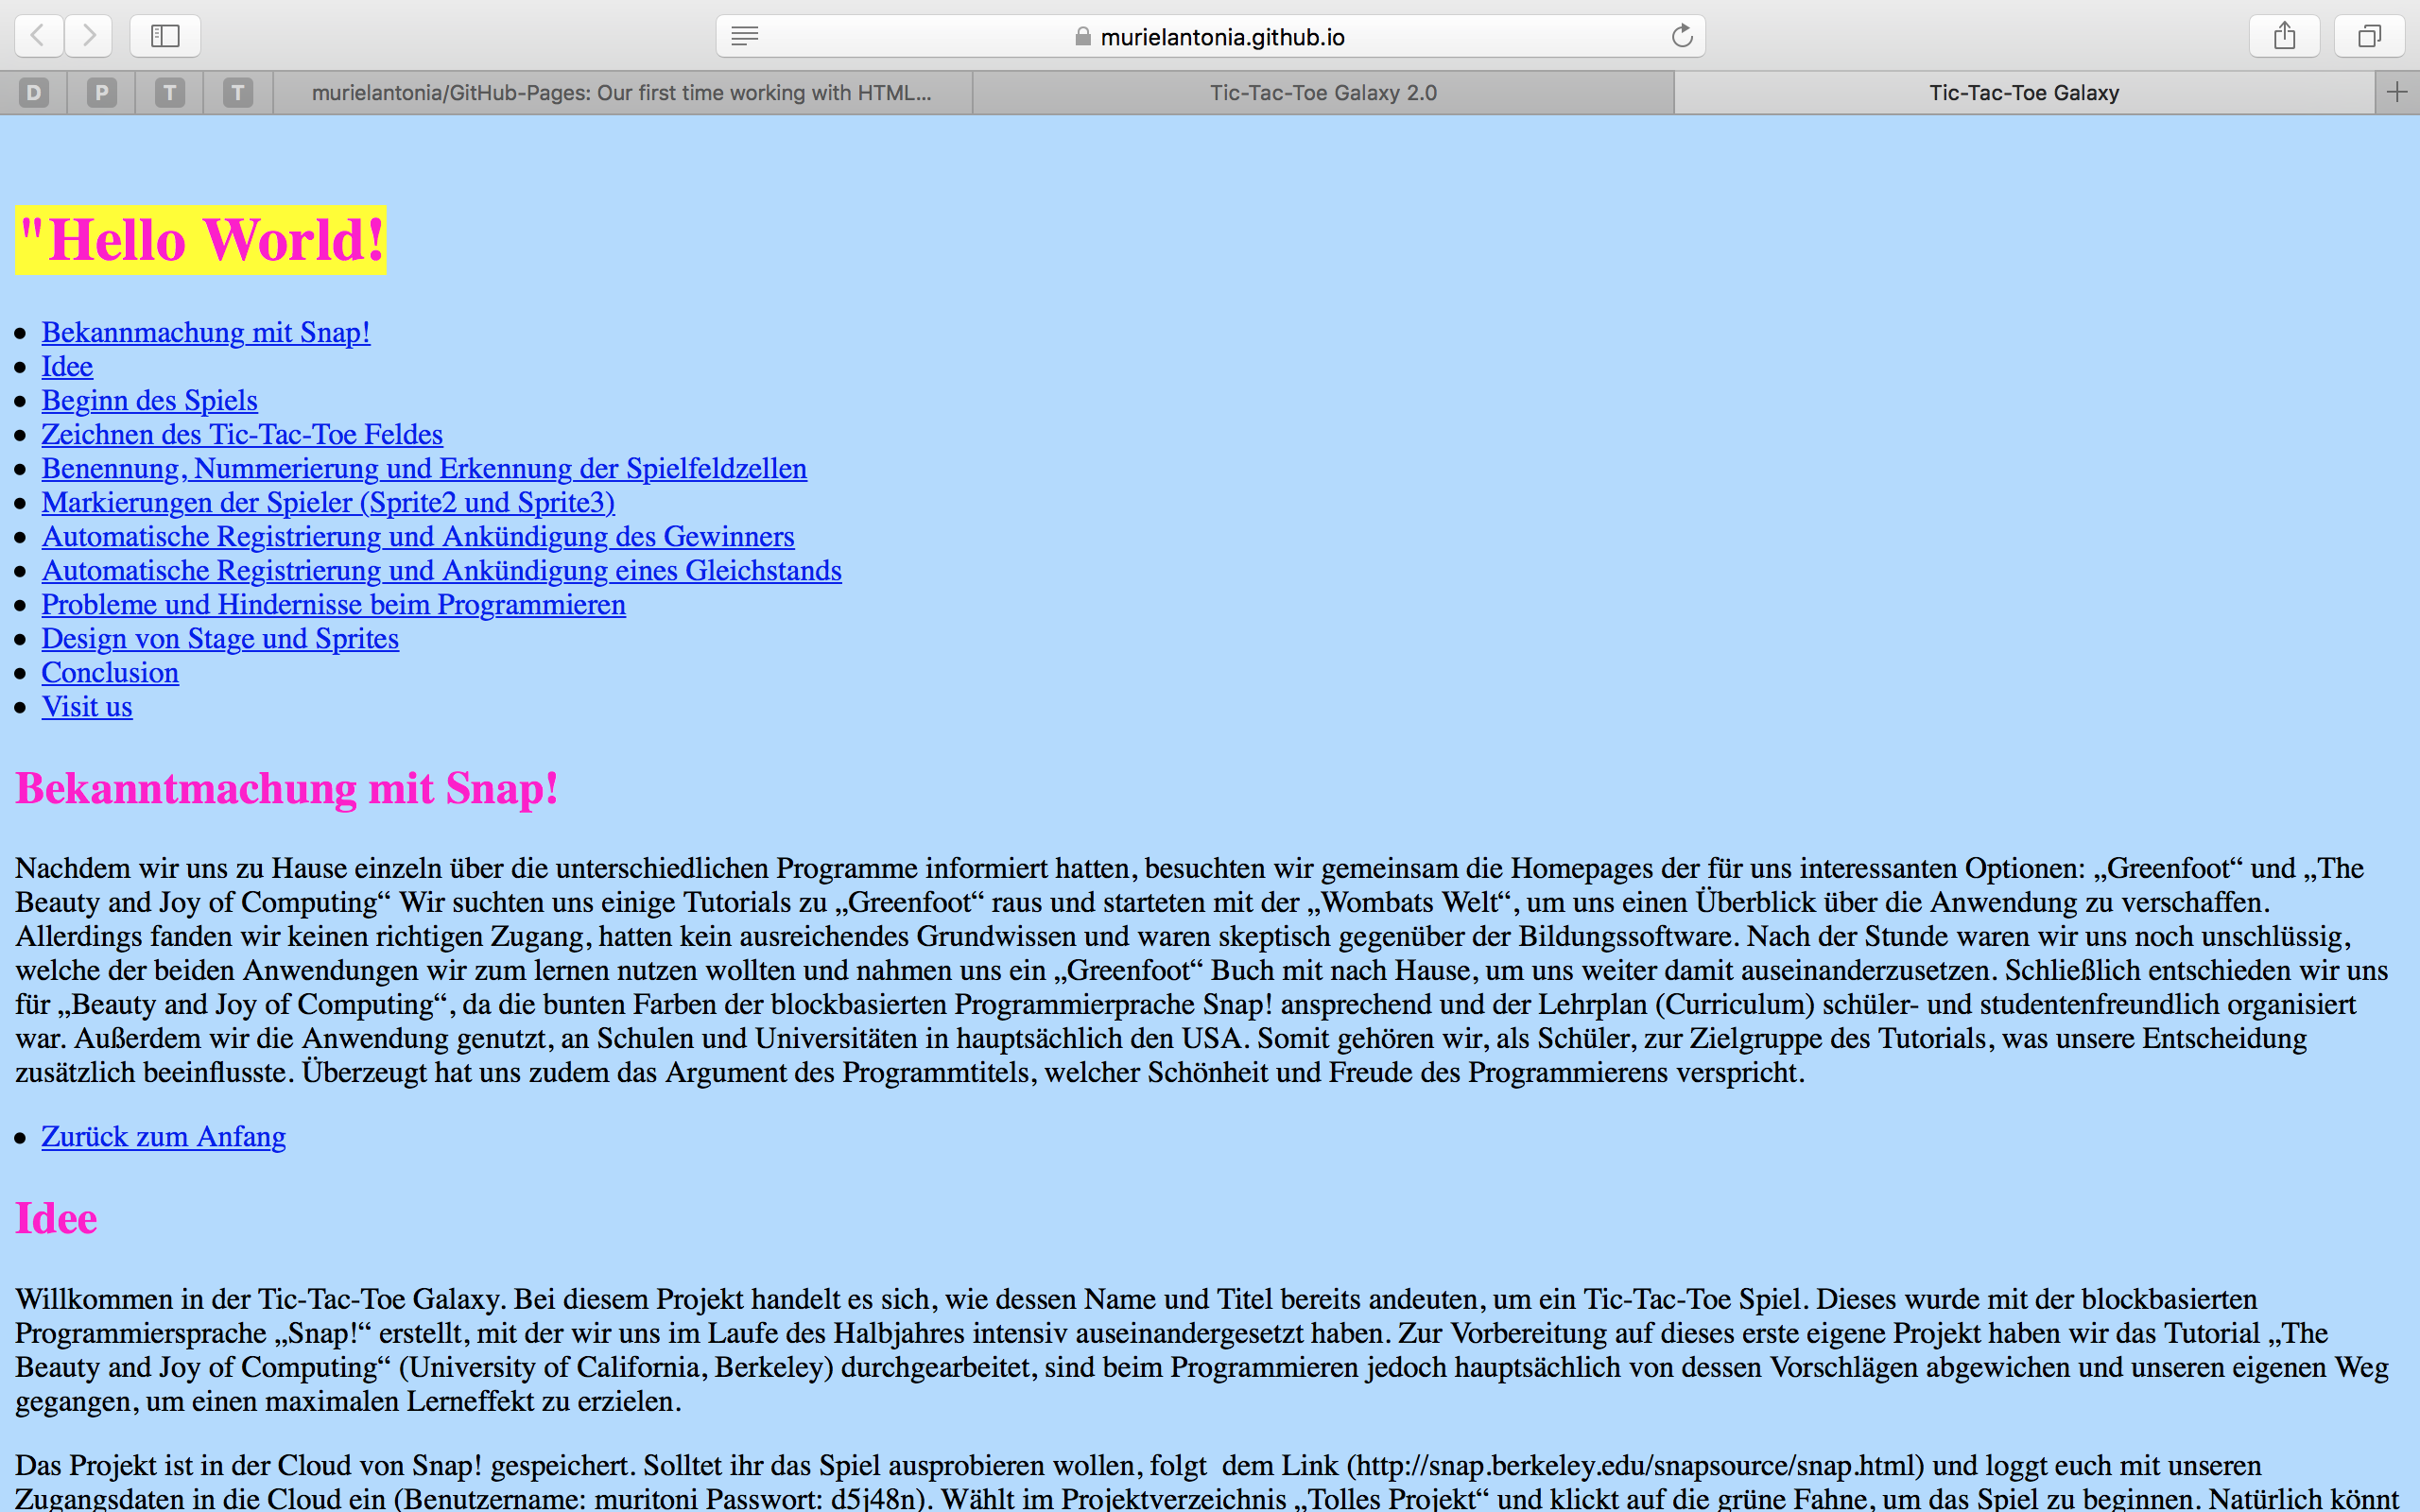 murielantonia.github.io
D P T T murielantonia/GitHub-Pages: Our first time working with HTML... Tic-Tac-Toe Galaxy 2.0 Tic-Tac-Toe Galaxy
"Hello World!
Bekannmachung mit Snap!
Idee
Beginn des Spiels
Zeichnen des Tic-Tac-Toe Feldes
Benennung, Nummerierung und Erkennung der Spielfeldzellen
Markierungen der Spieler (Sprite2 und Sprite3)
Automatische Registrierung und Ankündigung des Gewinners
Automatische Registrierung und Ankündigung eines Gleichstands
Probleme und Hindernisse beim Programmieren
Design von Stage und Sprites
Conclusion
Visit us
Bekanntmachung mit Snap!
Nachdem wir uns zu Hause einzeln über die unterschiedlichen Programme informiert hatten, besuchten wir gemeinsam die Homepages der für uns interessanten Optionen: „Greenfoot“ und „The
Beauty and Joy of Computing“ Wir suchten uns einige Tutorials zu „Greenfoot“ raus und starteten mit der „Wombats Welt“, um uns einen Überblick über die Anwendung zu verschaffen.
Allerdings fanden wir keinen richtigen Zugang, hatten kein ausreichendes Grundwissen und waren skeptisch gegenüber der Bildungssoftware. Nach der Stunde waren wir uns noch unschlüssig,
welche der beiden Anwendungen wir zum lernen nutzen wollten und nahmen uns ein „Greenfoot“ Buch mit nach Hause, um uns weiter damit auseinanderzusetzen. Schließlich entschieden wir uns
für „Beauty and Joy of Computing“, da die bunten Farben der blockbasierten Programmierprache Snap! ansprechend und der Lehrplan (Curriculum) schüler- und studentenfreundlich organisiert
war. Außerdem wir die Anwendung genutzt, an Schulen und Universitäten in hauptsächlich den USA. Somit gehören wir, als Schüler, zur Zielgruppe des Tutorials, was unsere Entscheidung
zusätzlich beeinflusste. Überzeugt hat uns zudem das Argument des Programmtitels, welcher Schönheit und Freude des Programmierens verspricht.
Zurück zum Anfang
Idee
Willkommen in der Tic-Tac-Toe Galaxy. Bei diesem Projekt handelt es sich, wie dessen Name und Titel bereits andeuten, um ein Tic-Tac-Toe Spiel. Dieses wurde mit der blockbasierten
Programmiersprache „Snap!“ erstellt, mit der wir uns im Laufe des Halbjahres intensiv auseinandergesetzt haben. Zur Vorbereitung auf dieses erste eigene Projekt haben wir das Tutorial „The
Beauty and Joy of Computing“ (University of California, Berkeley) durchgearbeitet, sind beim Programmieren jedoch hauptsächlich von dessen Vorschlägen abgewichen und unseren eigenen Weg
gegangen, um einen maximalen Lerneffekt zu erzielen.
Das Projekt ist in der Cloud von Snap! gespeichert. Solltet ihr das Spiel ausprobieren wollen, folgt dem Link (http://snap.berkeley.edu/snapsource/snap.html) und loggt euch mit unseren
Zugangsdaten in die Cloud ein (Benutzername: muritoni Passwort: d5j48n). Wählt im Projektverzeichnis „Tolles Projekt“ und klickt auf die grüne Fahne, um das Spiel zu beginnen. Natürlich könnt